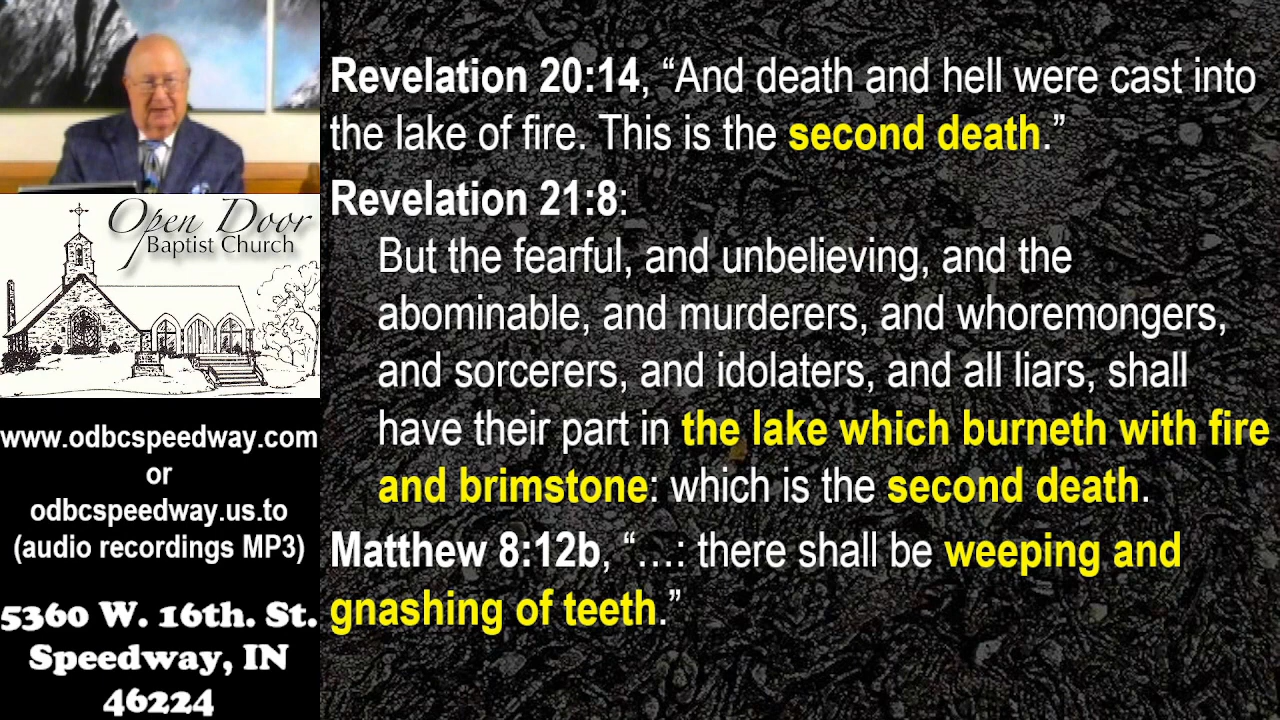 Open Door
Baptist Church
www.odbcspeedway.com
or
odbcspeedway.us.to
(audio recordings MP3)
5360 W. 16th. St.
Speedway, IN
46224
Revelation 20:14, “And death and hell were cast into
the lake of fire. This is the second death.”
Revelation 21:8:
But the fearful, and unbelieving, and the
abominable, and murderers, and whoremongers,
and sorcerers, and idolaters, and all liars, shall
have their part in the lake which burneth with fire
and brimstone: which is the second death.
Matthew 8:12b, “…: there shall be weeping and
gnashing of teeth.”